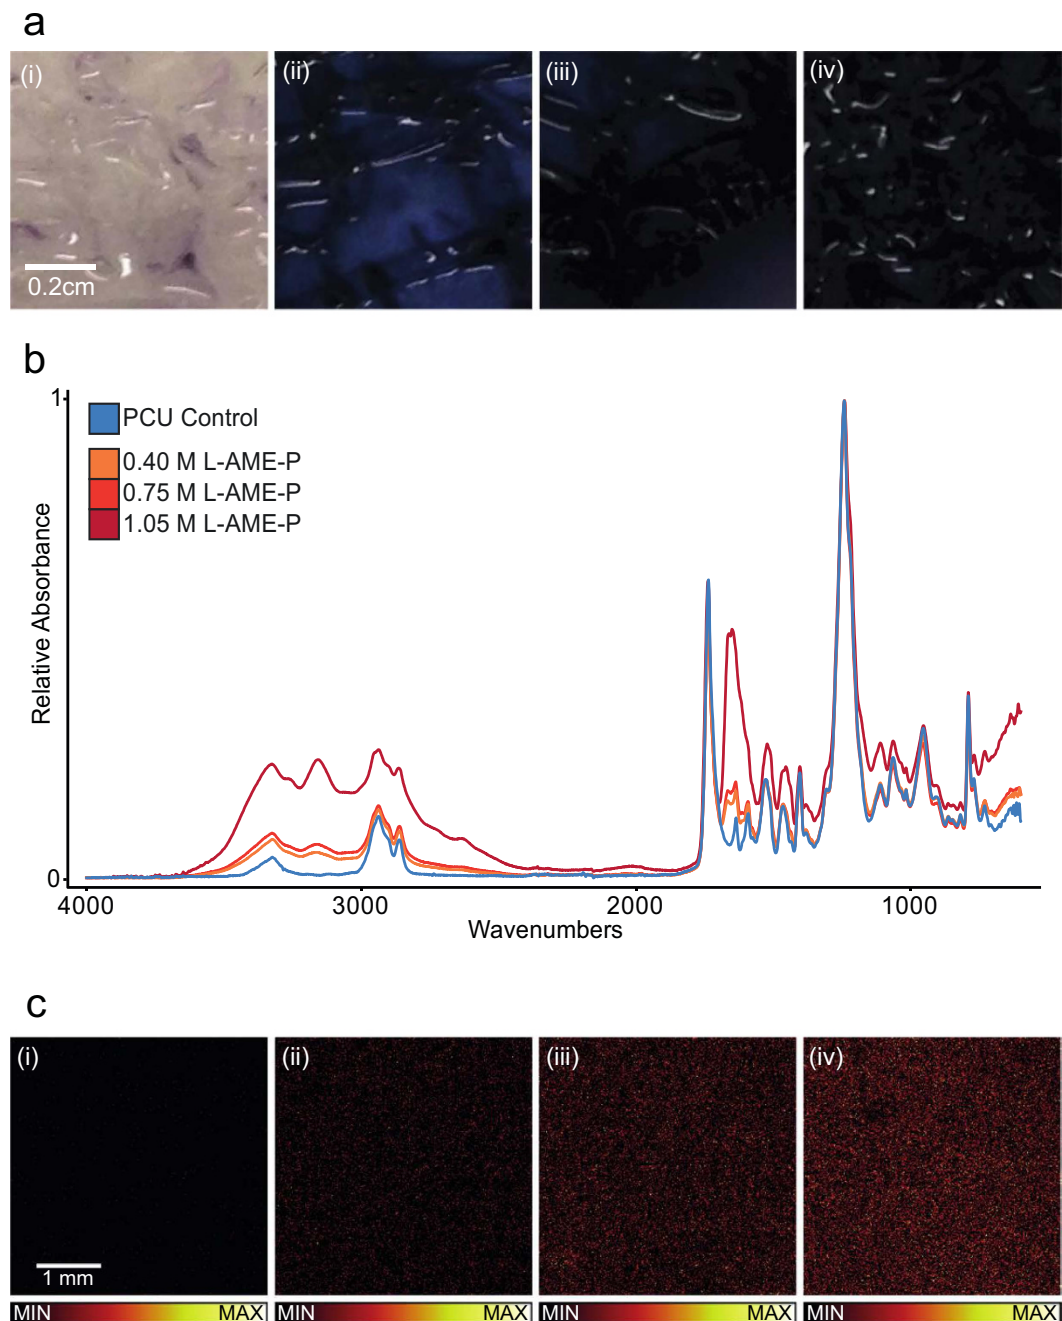 a
(i)
(ii)
(iii)
(iv)
0.2cm
b
1
PCU Control
0.40 M L-AME-P
0.75 M L-AME-P
1.05 M L-AME-P
Relative Absorbance
0
4000
3000
2000
1000
Wavenumbers
c
(i)
(ii)
(iii)
(iv)
1 mm
MIN MAX
MIN MAX
MIN MAX
MIN MAX